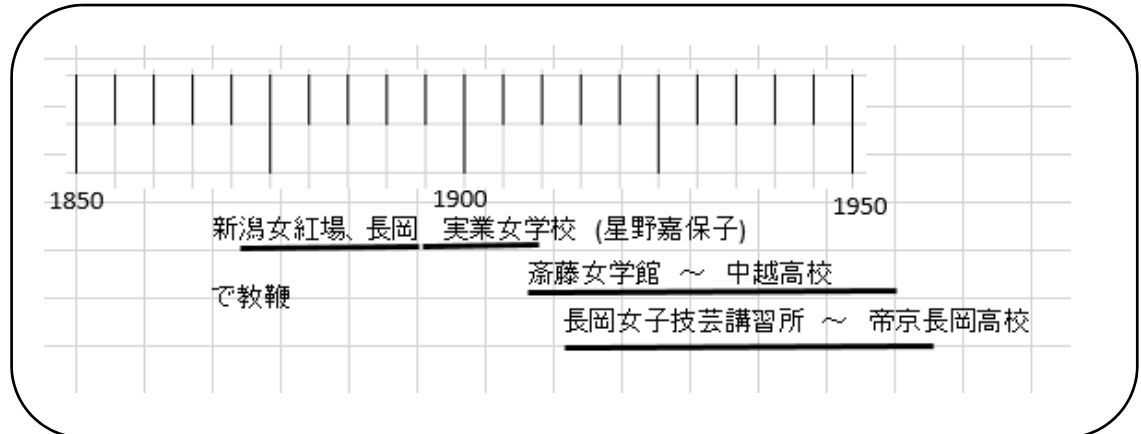 1850
1900
1950
新潟女紅場、長岡　実業女学校 (星野嘉保子)
斎藤女学館 ～ 中越高校
で教鞭
長岡女子技芸講習所 ～ 帝京長岡高校